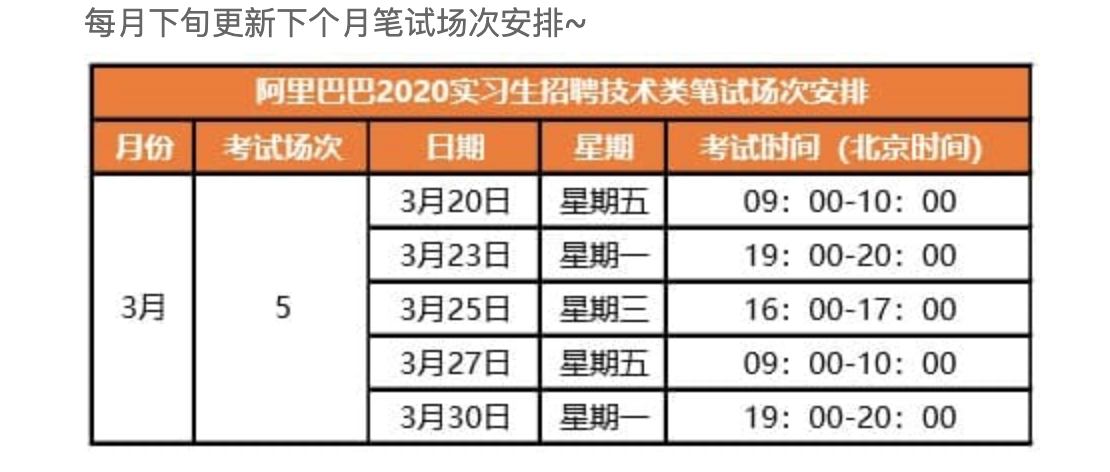 每月下旬更新下个月笔试场次安排~
阿里巴巴2020实习生招聘技术类笔试场次安排
月份 考试场次 日期 星期 考试时间（北京时间)
3月20日 星期五 09：00-10：00
3月23日 星期一 19：00-20：00
3月 5 3月25日 星期三 16：00-17：00
3月27日 星期五 09：00-10：00
3月30日 星期一 19：00-20：00